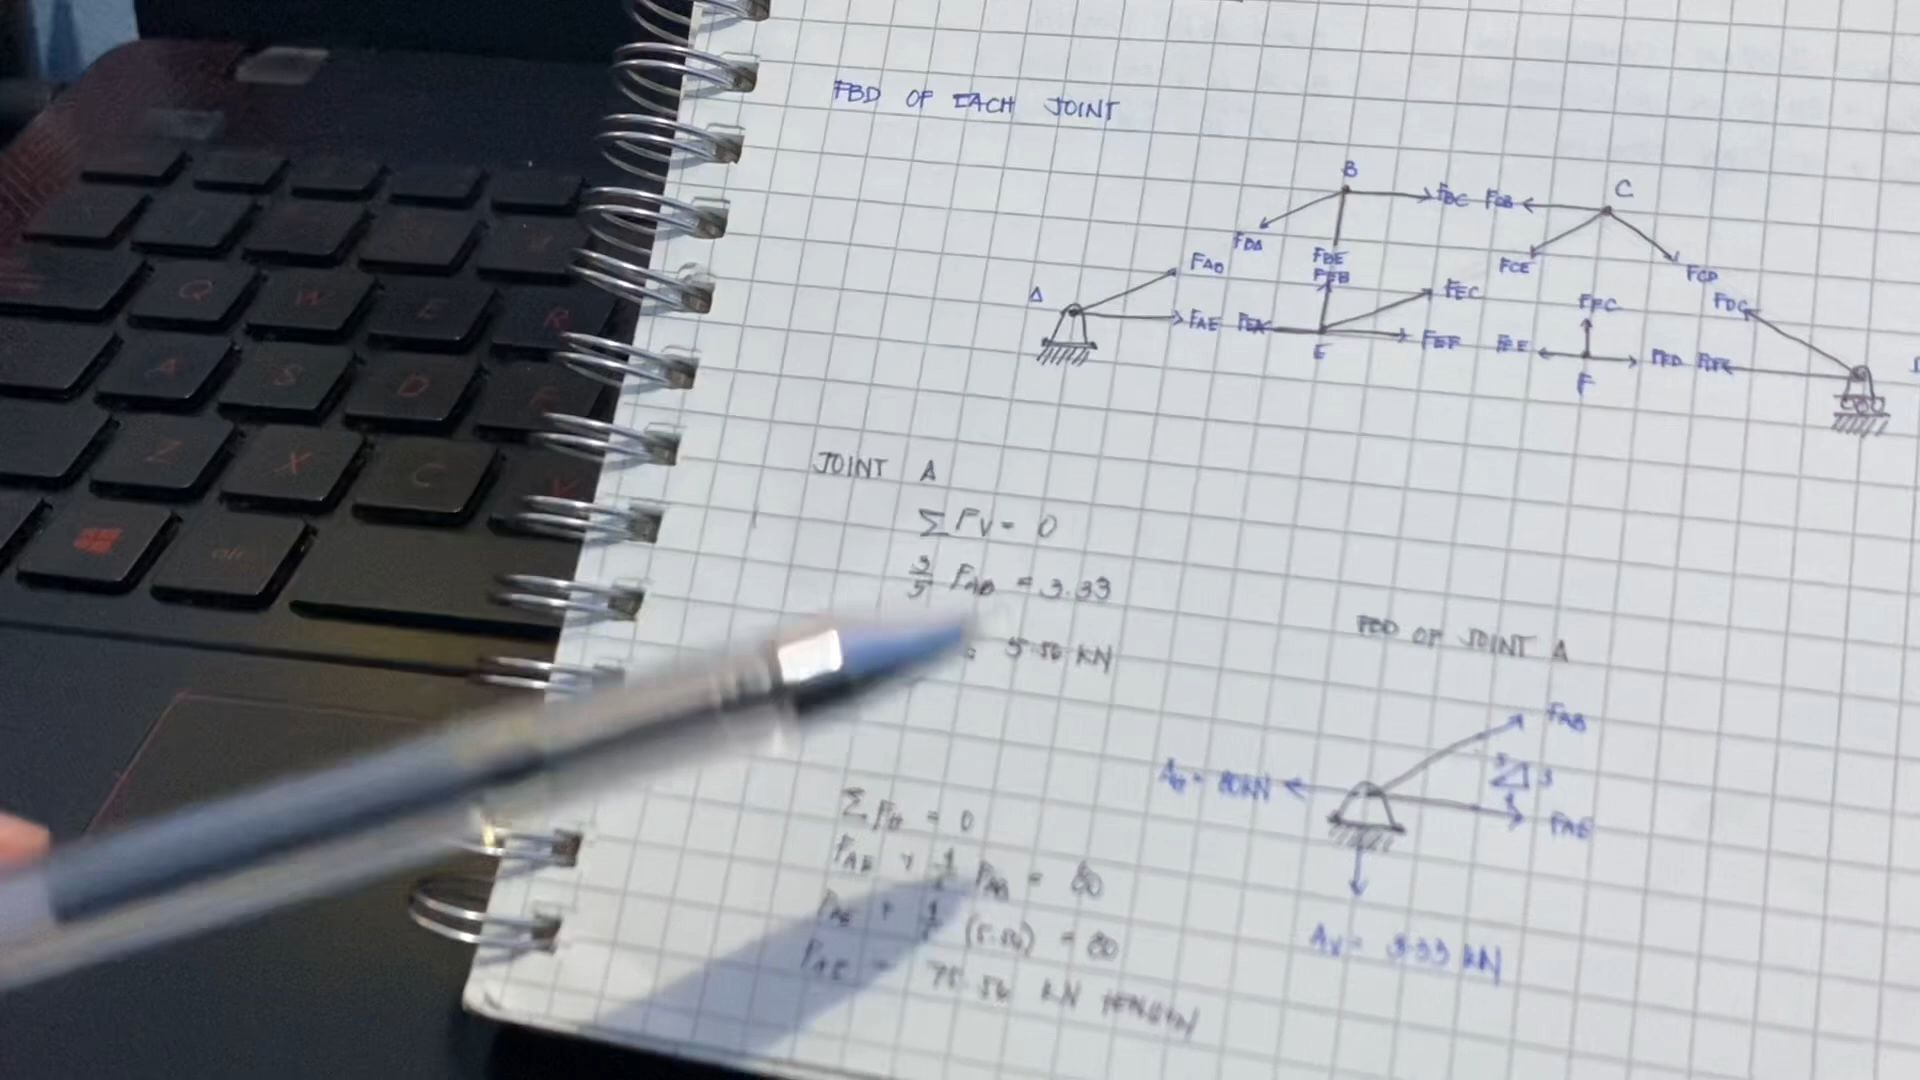 FBD OF EACH JOINT
B
C
FBC FCB
FBA
FBE
FCE
FCD
FAB
FEB
FEC
FFC
FDC
A
FAE FEA
FEF
FFE
FFD FDF
E
F
JOINT A
ΣFV = 0
3/5 FAB = 3.33
= 5.56 KN
FBD OF JOINT A
FAB
AH = 80KN
5 3
4
FAE
ΣFH = 0
FAE + 4/5 FAB = 80
FAE + 4/5 (5.56) = 80
FAE = 75.56 KN TENSION
AV = 3.33 KN
Q W E R
A S D F
Z X C V
alt